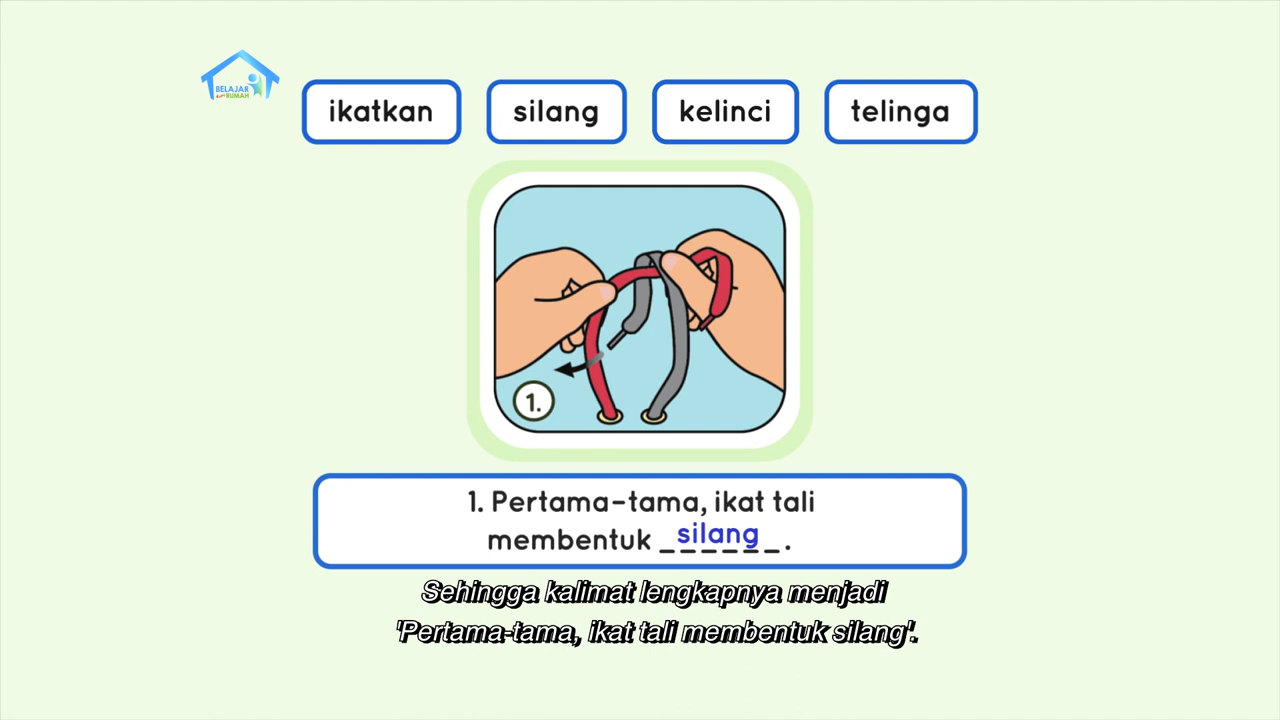 BELAJAR
dari RUMAH
ikatkan silang kelinci telinga
1.
1. Pertama-tama, ikat tali
membentuk silang.
Sehingga kalimat lengkapnya menjadi
'Pertama-tama, ikat tali membentuk silang'.